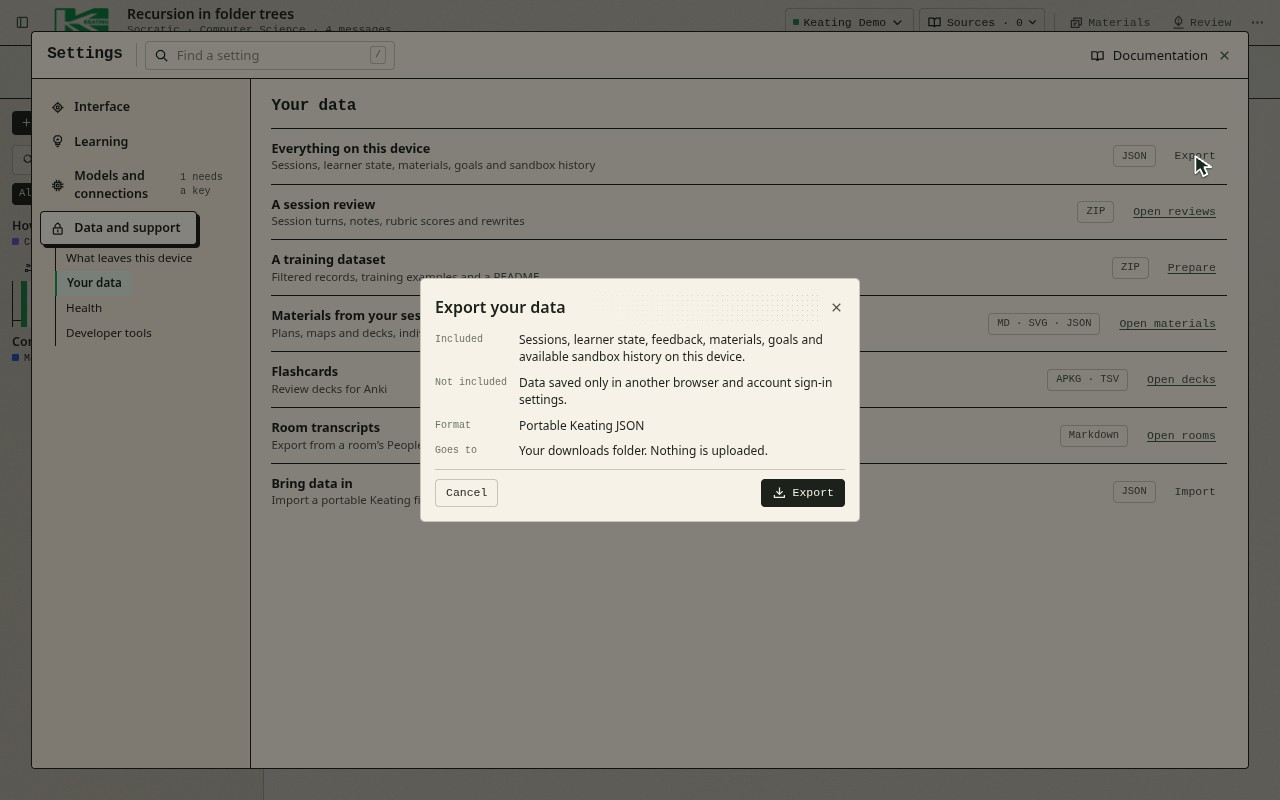 Recursion in folder trees
Socratic · Computer Science · 4 messages
Keating Demo
Sources · 0
Materials
Review
Settings
Find a setting
/
Documentation
Interface
Learning
Models and connections
1 needs a key
Data and support
What leaves this device
Your data
Health
Developer tools
Your data
Everything on this device
Sessions, learner state, materials, goals and sandbox history
JSON
Export
A session review
Session turns, notes, rubric scores and rewrites
ZIP
Open reviews
A training dataset
Filtered records, training examples and a README
ZIP
Prepare
Materials from your ses
Plans, maps and decks, indi
MD · SVG · JSON
Open materials
Flashcards
Review decks for Anki
APKG · TSV
Open decks
Room transcripts
Export from a room's People
Markdown
Open rooms
Bring data in
Import a portable Keating fi
JSON
Import
Export your data
Included
Sessions, learner state, feedback, materials, goals and
available sandbox history on this device.
Not included
Data saved only in another browser and account sign-in
settings.
Format
Portable Keating JSON
Goes to
Your downloads folder. Nothing is uploaded.
Cancel
Export